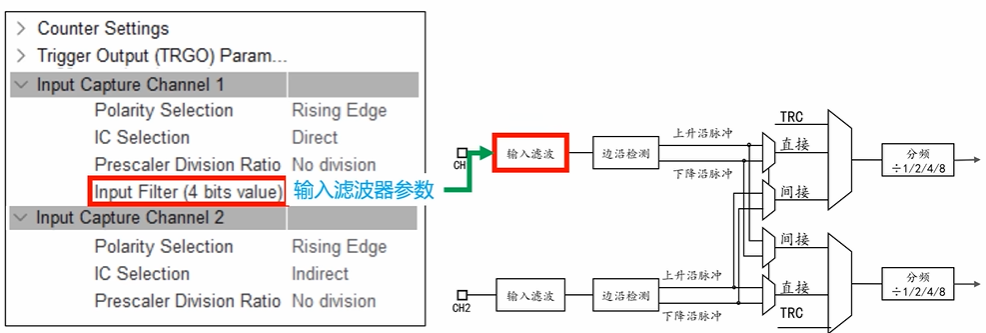 Counter Settings
Trigger Output (TRGO) Param...
Input Capture Channel 1
Polarity Selection Rising Edge
IC Selection Direct
Prescaler Division Ratio No division
Input Filter (4 bits value) 输入滤波器参数
Input Capture Channel 2
Polarity Selection Rising Edge
IC Selection Indirect
Prescaler Division Ratio No division
CH
输入滤波
边沿检测
上升沿脉冲
下降沿脉冲
TRC
直接
间接
分频
÷1/2/4/8
CH2
输入滤波
边沿检测
上升沿脉冲
下降沿脉冲
间接
直接
TRC
分频
÷1/2/4/8